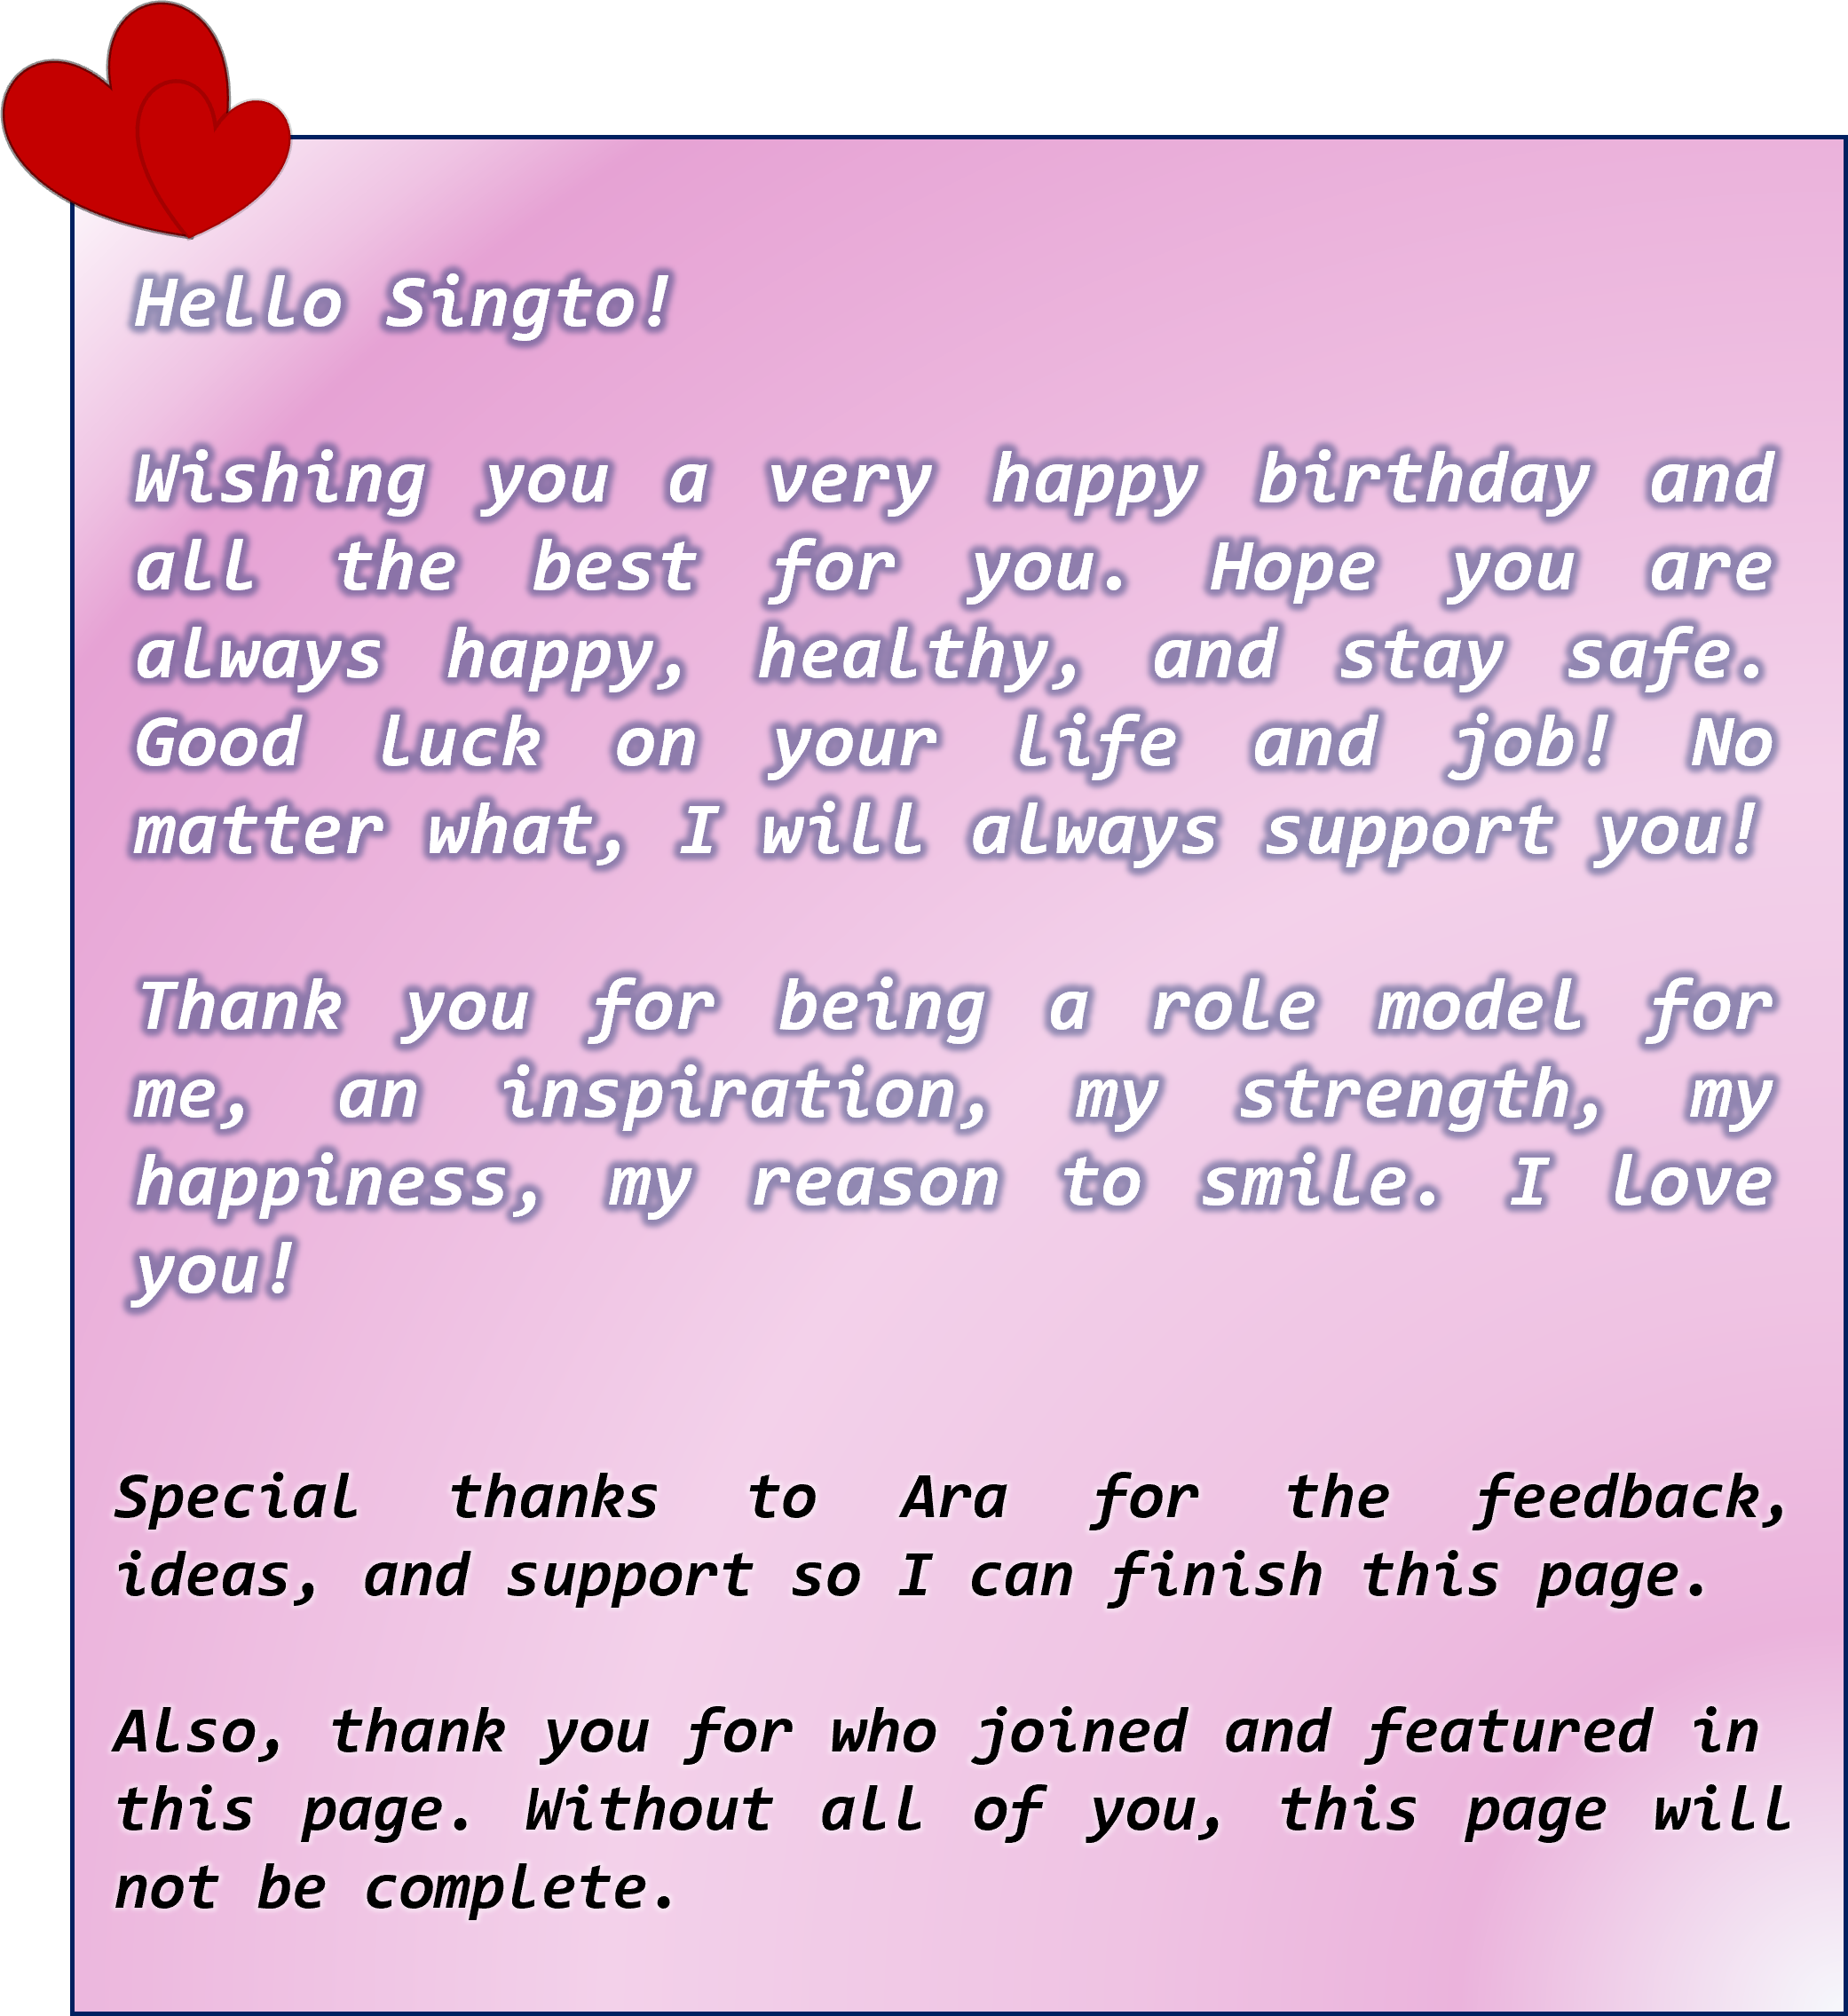 Hello Singto!
Wishing you a very happy birthday and
all the best for you. Hope you are
always happy, healthy, and stay safe.
Good luck on your life and job! No
matter what, I will always support you!
Thank you for being a role model for
me, an inspiration, my strength, my
happiness, my reason to smile. I love
you!
Special thanks to Ara for the feedback,
ideas, and support so I can finish this page.
Also, thank you for who joined and featured in
this page. Without all of you, this page will
not be complete.